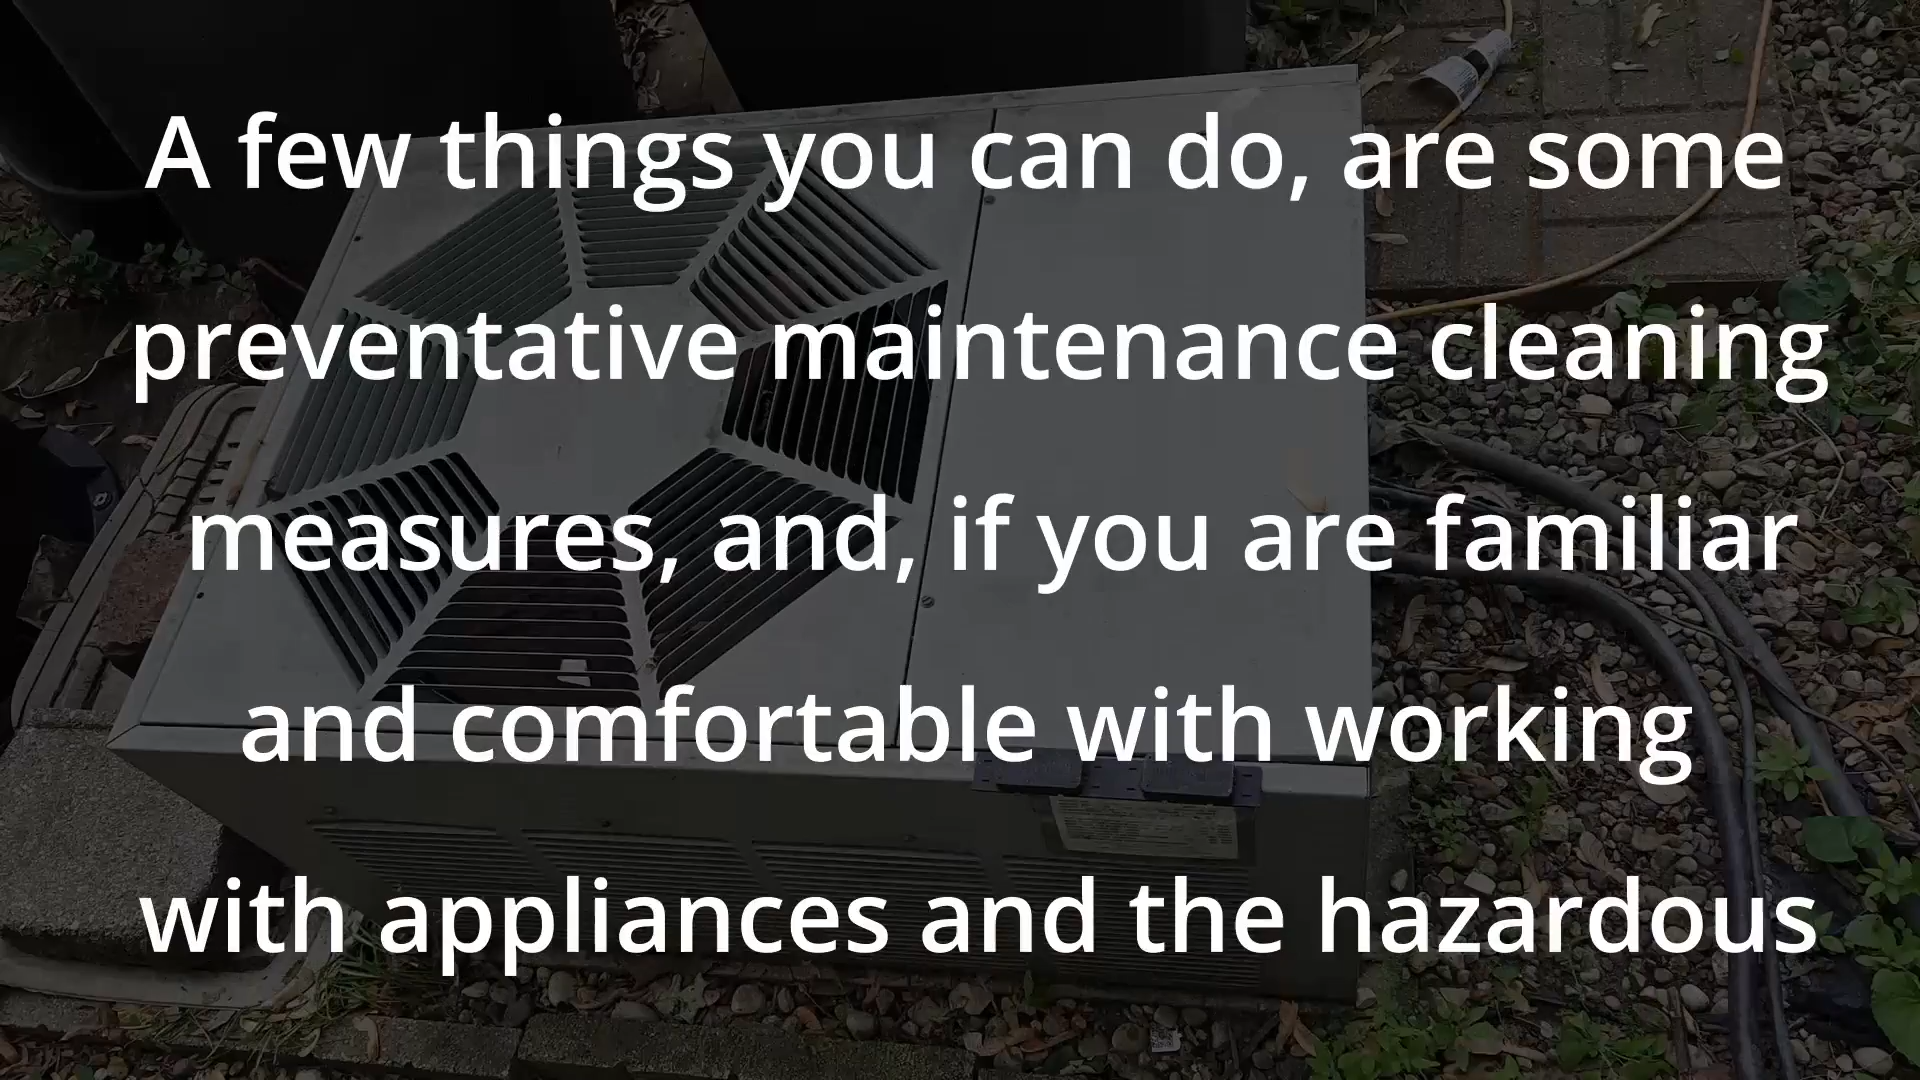 A few things you can do, are some
preventative maintenance cleaning
measures, and, if you are familiar
and comfortable with working
with appliances and the hazardous